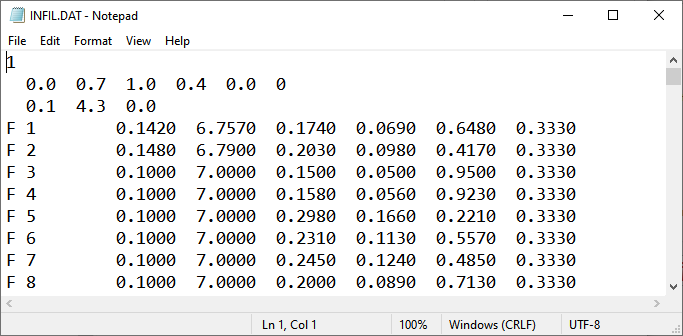 INFIL.DAT - Notepad
File Edit Format View Help
1
0.0 0.7 1.0 0.4 0.0 0
0.1 4.3 0.0
F 1 0.1420 6.7570 0.1740 0.0690 0.6480 0.3330
F 2 0.1480 6.7900 0.2030 0.0980 0.4170 0.3330
F 3 0.1000 7.0000 0.1500 0.0500 0.9500 0.3330
F 4 0.1000 7.0000 0.1580 0.0560 0.9230 0.3330
F 5 0.1000 7.0000 0.2980 0.1660 0.2210 0.3330
F 6 0.1000 7.0000 0.2310 0.1130 0.5570 0.3330
F 7 0.1000 7.0000 0.2450 0.1240 0.4850 0.3330
F 8 0.1000 7.0000 0.2000 0.0890 0.7130 0.3330
Ln 1, Col 1 100% Windows (CRLF) UTF-8